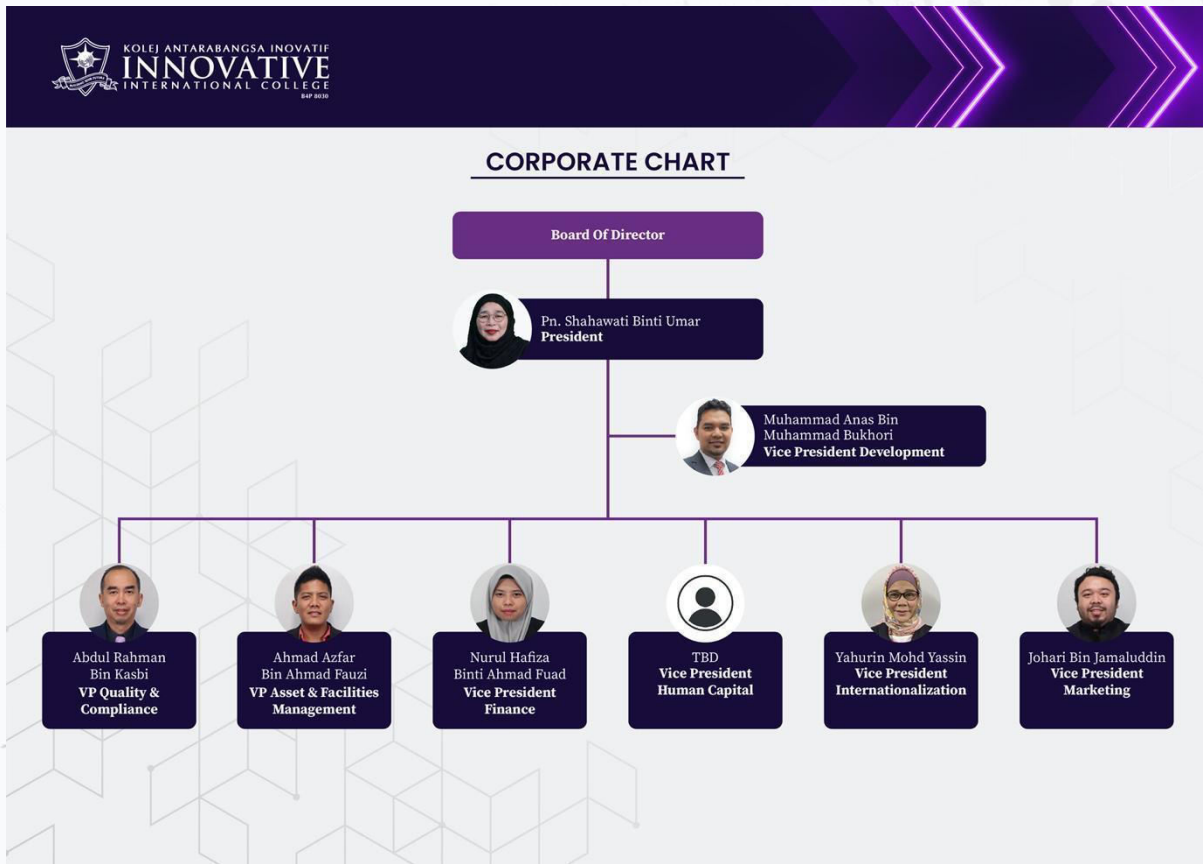 KOLEJ ANTARABANGSA INOVATIF
INNOVATIVE
INTERNATIONAL COLLEGE
B4P 8030
CORPORATE CHART
Board Of Director
Pn. Shahawati Binti Umar
President
Muhammad Anas Bin
Muhammad Bukhori
Vice President Development
Abdul Rahman
Bin Kasbi
VP Quality &
Compliance
Ahmad Azfar
Bin Ahmad Fauzi
VP Asset & Facilities
Management
Nurul Hafiza
Binti Ahmad Fuad
Vice President
Finance
TBD
Vice President
Human Capital
Yahurin Mohd Yassin
Vice President
Internationalization
Johari Bin Jamaluddin
Vice President
Marketing